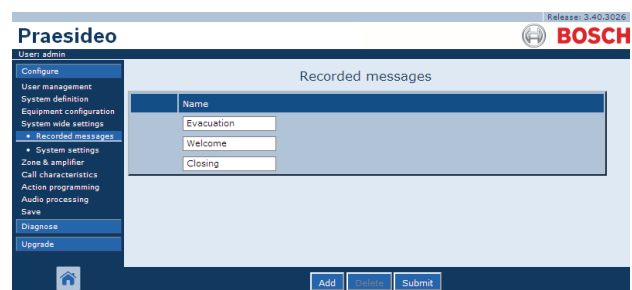 Release: 3.40.3026
Praesideo
BOSCH
User: admin
Configure
User management
System definition
Equipment configuration
System wide settings
• Recorded messages
• System settings
Zone & amplifier
Call characteristics
Action programming
Audio processing
Save
Diagnose
Upgrade
Recorded messages
Name
Evacuation
Welcome
Closing
Add Delete Submit